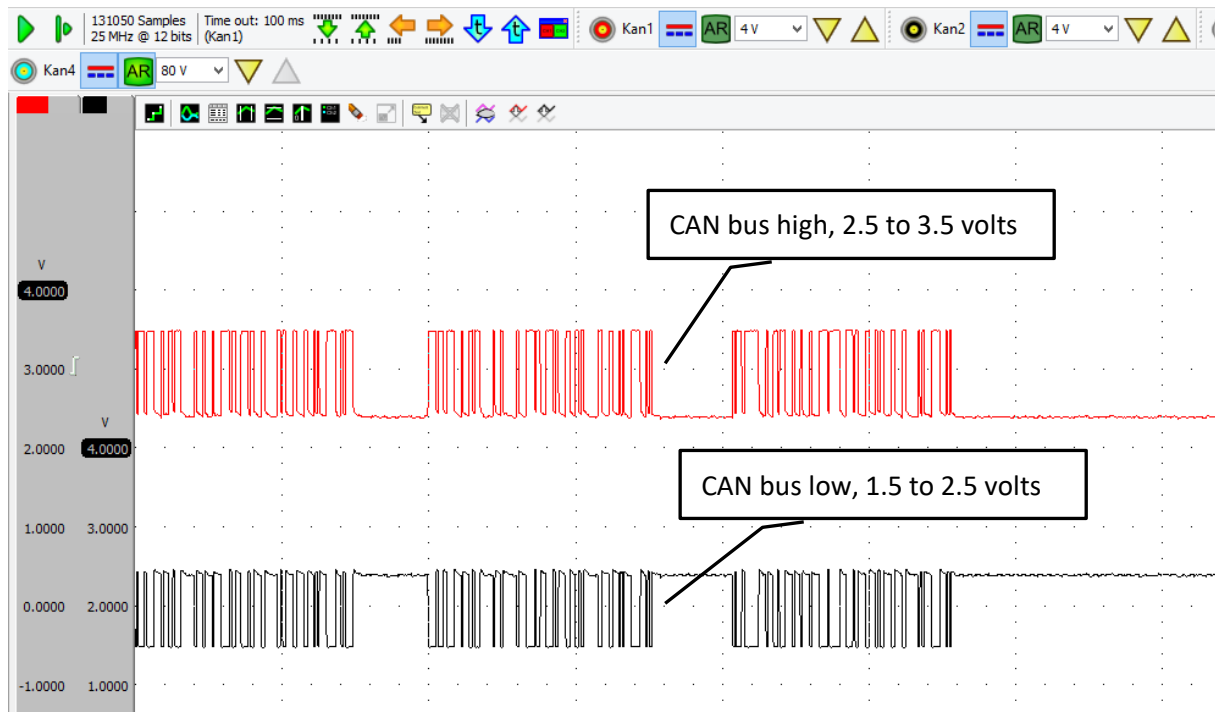 131050 Samples
25 MHz @ 12 bits
Time out: 100 ms
(Kan1)
Kan1
AR
4 V
Kan2
AR
4 V
Kan4
AR
80 V
V
4.0000
3.0000
2.0000
1.0000
0.0000
-1.0000
V
4.0000
3.0000
2.0000
1.0000
CAN bus high, 2.5 to 3.5 volts
CAN bus low, 1.5 to 2.5 volts